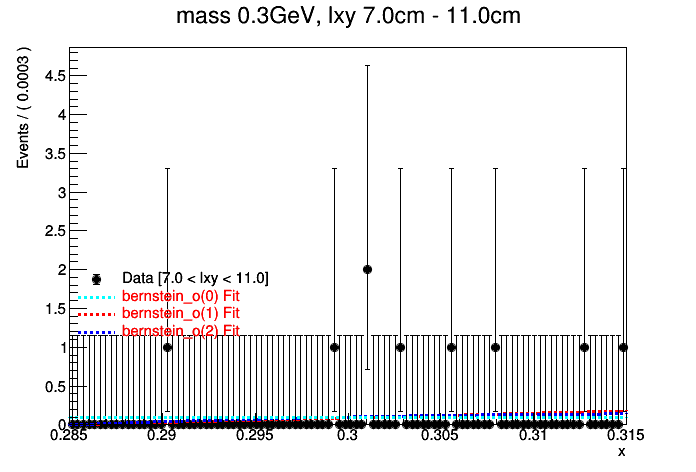 mass 0.3GeV, lxy 7.0cm - 11.0cm
Events / ( 0.0003 )
4.5
4
3.5
3
2.5
2
1.5
1
0.5
0
Data [7.0 < lxy < 11.0]
bernstein_o(0) Fit
bernstein_o(1) Fit
bernstein_o(2) Fit
0.285 0.29 0.295 0.3 0.305 0.31 0.315
x